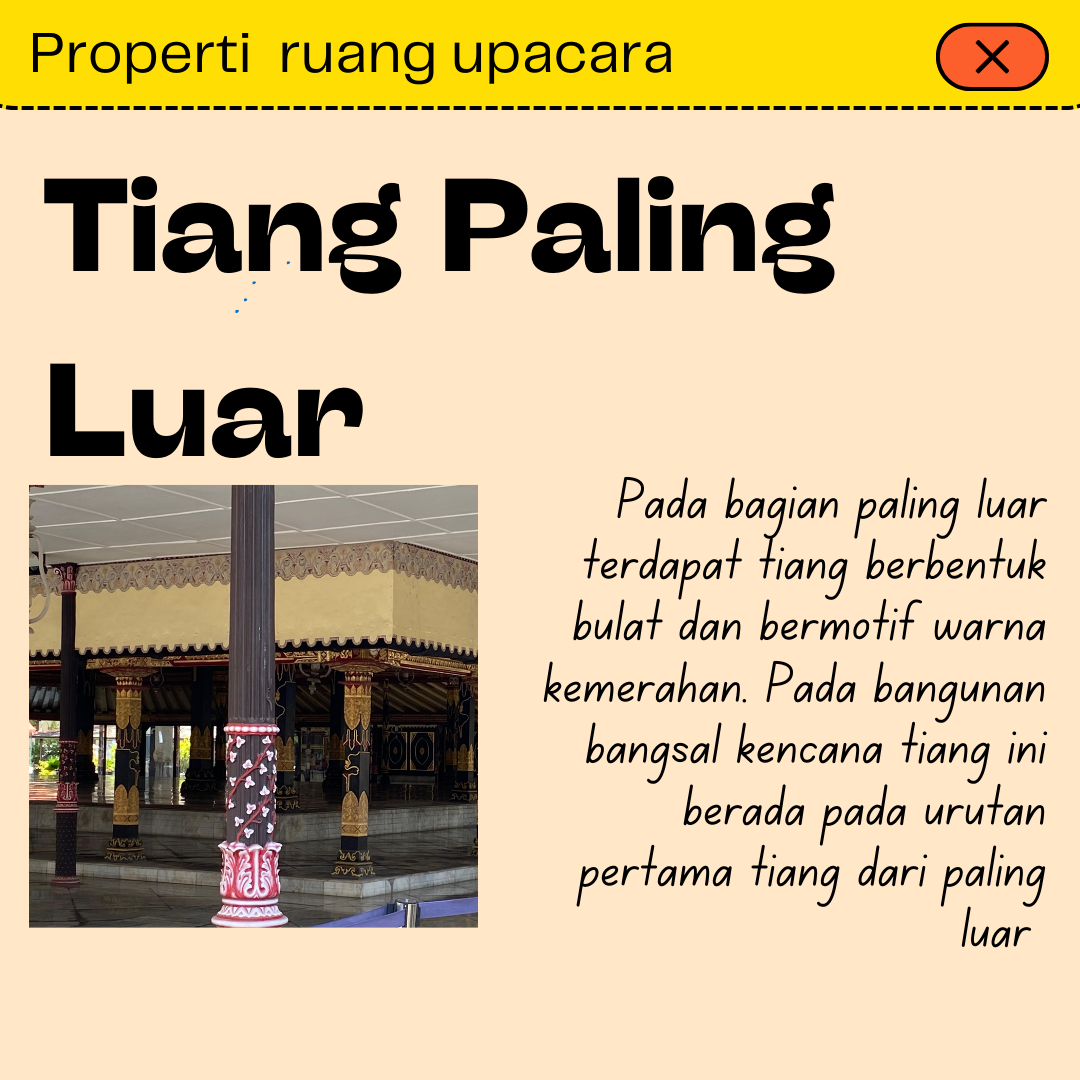 Properti ruang upacara
Tiang Paling
Luar
Pada bagian paling luar
terdapat tiang berbentuk
bulat dan bermotif warna
kemerahan. Pada bangunan
bangsal kencana tiang ini
berada pada urutan
pertama tiang dari paling
luar